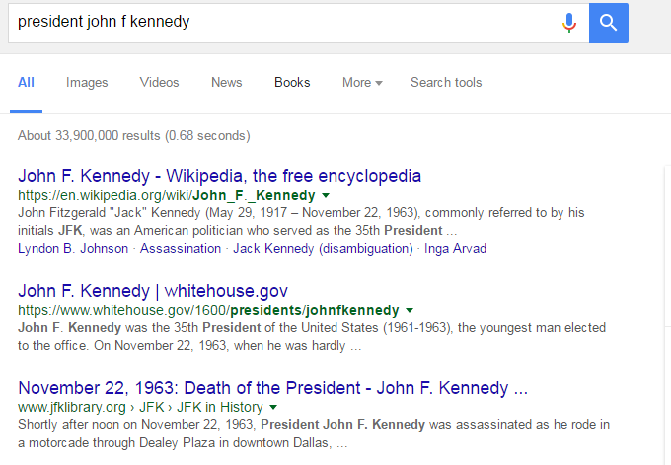 president john f kennedy
All Images Videos News Books More Search tools
About 33,900,000 results (0.68 seconds)
John F. Kennedy - Wikipedia, the free encyclopedia
https://en.wikipedia.org/wiki/John_F._Kennedy
John Fitzgerald "Jack" Kennedy (May 29, 1917 – November 22, 1963), commonly referred to by his
initials JFK, was an American politician who served as the 35th President ...
Lyndon B. Johnson · Assassination · Jack Kennedy (disambiguation) · Inga Arvad
John F. Kennedy | whitehouse.gov
https://www.whitehouse.gov/1600/presidents/johnfkennedy
John F. Kennedy was the 35th President of the United States (1961-1963), the youngest man elected
to the office. On November 22, 1963, when he was hardly ...
November 22, 1963: Death of the President - John F. Kennedy ...
www.jfklibrary.org › JFK › JFK in History
Shortly after noon on November 22, 1963, President John F. Kennedy was assassinated as he rode in
a motorcade through Dealey Plaza in downtown Dallas, ...